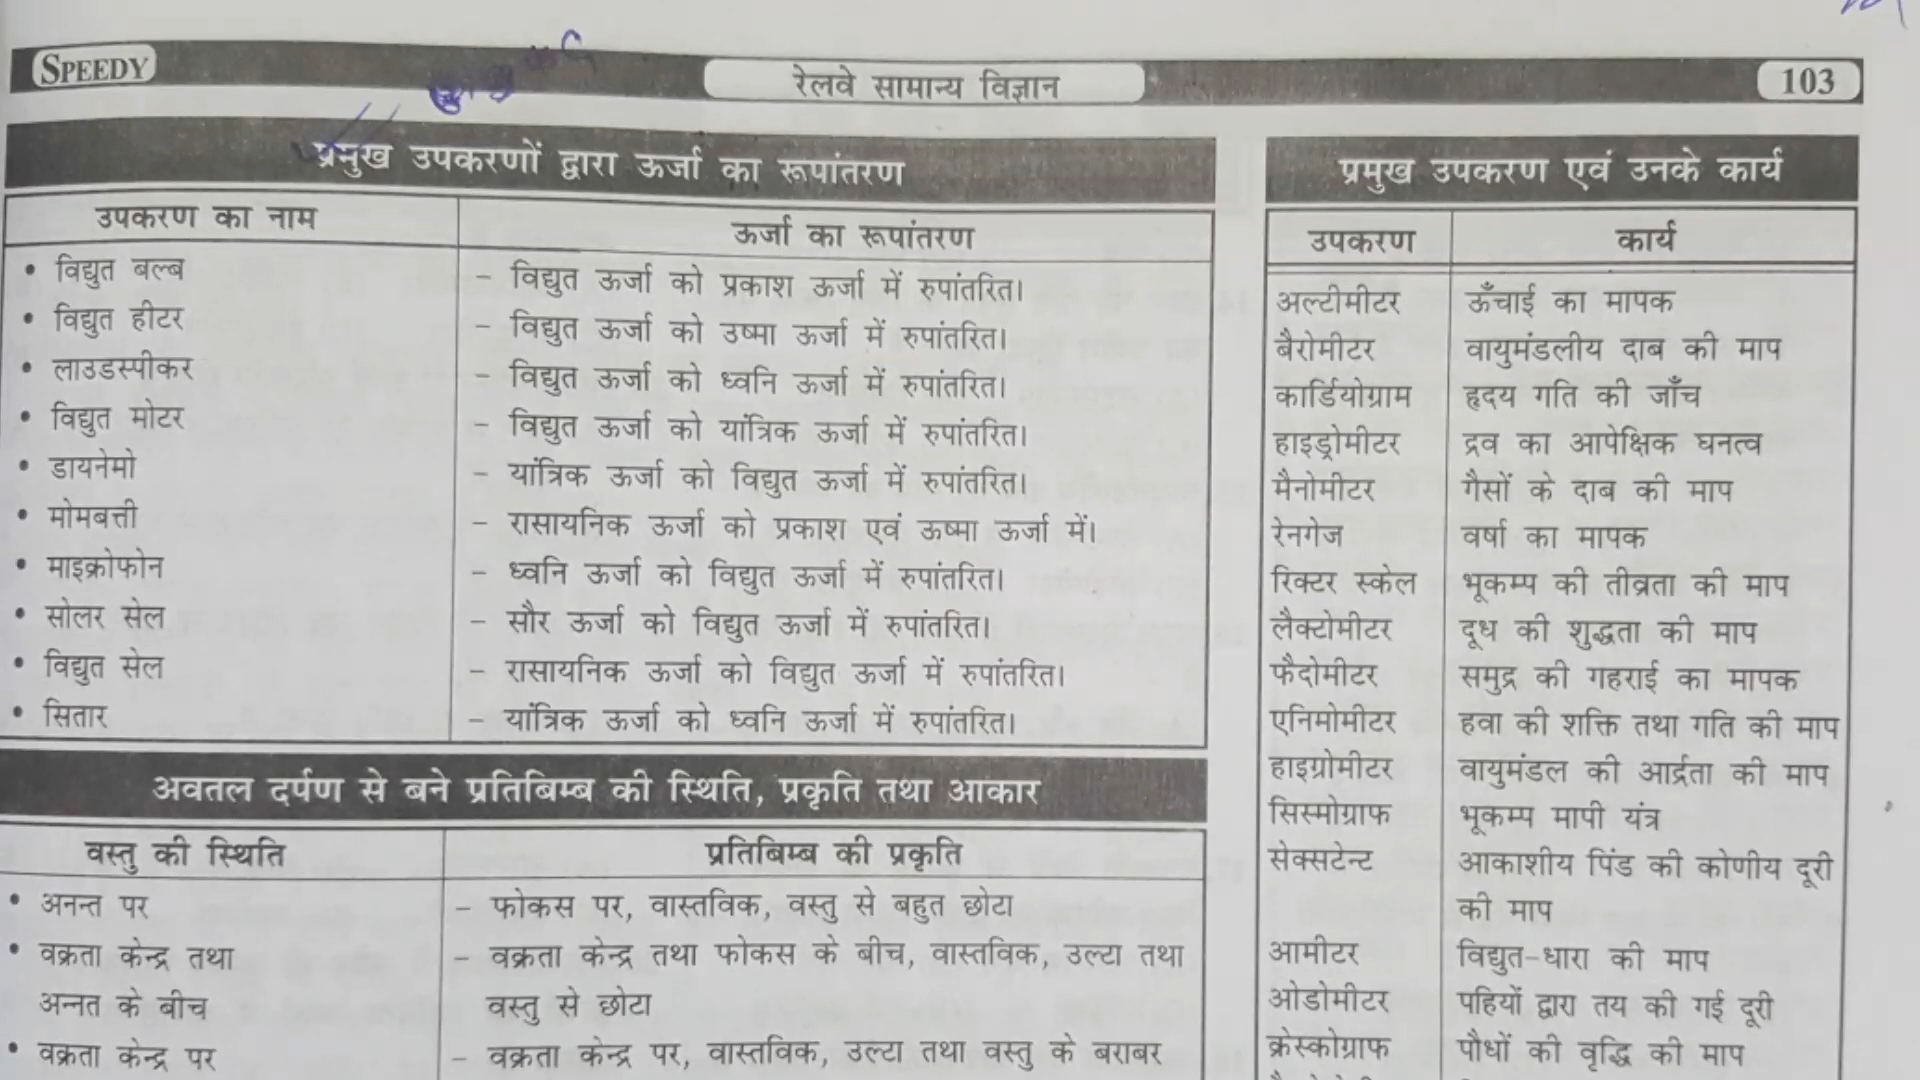 SPEEDY
रेलवे सामान्य विज्ञान
103
प्रमुख उपकरणों द्वारा ऊर्जा का रूपांतरण
उपकरण का नाम ऊर्जा का रूपांतरण
• विद्युत बल्ब – विद्युत ऊर्जा को प्रकाश ऊर्जा में रुपांतरित।
• विद्युत हीटर – विद्युत ऊर्जा को उष्मा ऊर्जा में रुपांतरित।
• लाउडस्पीकर – विद्युत ऊर्जा को ध्वनि ऊर्जा में रुपांतरित।
• विद्युत मोटर – विद्युत ऊर्जा को यांत्रिक ऊर्जा में रुपांतरित।
• डायनेमो – यांत्रिक ऊर्जा को विद्युत ऊर्जा में रुपांतरित।
• मोमबत्ती – रासायनिक ऊर्जा को प्रकाश एवं ऊष्मा ऊर्जा में।
• माइक्रोफोन – ध्वनि ऊर्जा को विद्युत ऊर्जा में रुपांतरित।
• सोलर सेल – सौर ऊर्जा को विद्युत ऊर्जा में रुपांतरित।
• विद्युत सेल – रासायनिक ऊर्जा को विद्युत ऊर्जा में रुपांतरित।
• सितार – यांत्रिक ऊर्जा को ध्वनि ऊर्जा में रुपांतरित।
अवतल दर्पण से बने प्रतिबिम्ब की स्थिति, प्रकृति तथा आकार
वस्तु की स्थिति प्रतिबिम्ब की प्रकृति
• अनन्त पर – फोकस पर, वास्तविक, वस्तु से बहुत छोटा
• वक्रता केन्द्र तथा – वक्रता केन्द्र तथा फोकस के बीच, वास्तविक, उल्टा तथा
अन्नत के बीच वस्तु से छोटा
• वक्रता केन्द्र पर – वक्रता केन्द्र पर, वास्तविक, उल्टा तथा वस्तु के बराबर
प्रमुख उपकरण एवं उनके कार्य
उपकरण कार्य
अल्टीमीटर ऊँचाई का मापक
बैरोमीटर वायुमंडलीय दाब की माप
कार्डियोग्राम हृदय गति की जाँच
हाइड्रोमीटर द्रव का आपेक्षिक घनत्व
मैनोमीटर गैसों के दाब की माप
रेनगेज वर्षा का मापक
रिक्टर स्केल भूकम्प की तीव्रता की माप
लैक्टोमीटर दूध की शुद्धता की माप
फैदोमीटर समुद्र की गहराई का मापक
एनिमोमीटर हवा की शक्ति तथा गति की माप
हाइग्रोमीटर वायुमंडल की आर्द्रता की माप
सिस्मोग्राफ भूकम्प मापी यंत्र
सेक्सटेन्ट आकाशीय पिंड की कोणीय दूरी
की माप
आमीटर विद्युत-धारा की माप
ओडोमीटर पहियों द्वारा तय की गई दूरी
क्रेस्कोग्राफ पौधों की वृद्धि की माप